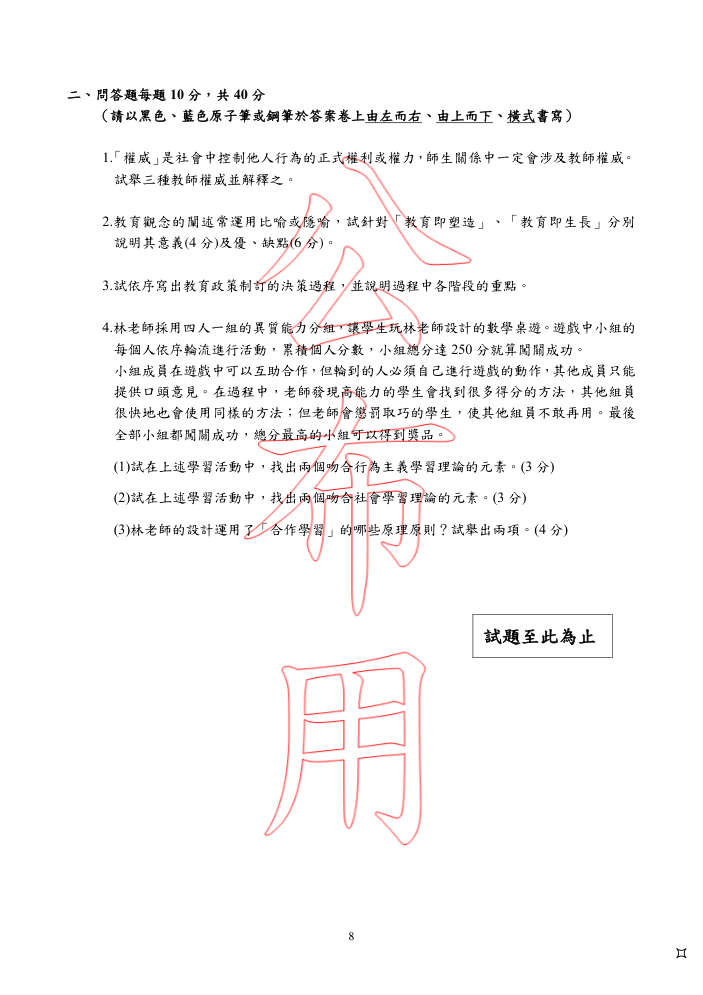 二、問答題每題 10 分，共 40 分
（請以黑色、藍色原子筆或鋼筆於答案卷上由左而右、由上而下、橫式書寫）
1.「權威」是社會中控制他人行為的正式權利或權力，師生關係中一定會涉及教師權威。
試舉三種教師權威並解釋之。
2.教育觀念的闡述常運用比喻或隱喻，試針對「教育即塑造」、「教育即生長」分別
說明其意義(4 分)及優、缺點(6 分)。
3.試依序寫出教育政策制訂的決策過程，並說明過程中各階段的重點。
4.林老師採用四人一組的異質能力分組，讓學生玩林老師設計的數學桌遊。遊戲中小組的
每個人依序輪流進行活動，累積個人分數，小組總分達 250 分就算闖關成功。
小組成員在遊戲中可以互助合作，但輪到的人必須自己進行遊戲的動作，其他成員只能
提供口頭意見。在過程中，老師發現高能力的學生會找到很多得分的方法，其他組員
很快地也會使用同樣的方法；但老師會懲罰取巧的學生，使其他組員不敢再用。最後
全部小組都闖關成功，總分最高的小組可以得到獎品。
(1)試在上述學習活動中，找出兩個吻合行為主義學習理論的元素。(3 分)
(2)試在上述學習活動中，找出兩個吻合社會學習理論的元素。(3 分)
(3)林老師的設計運用了「合作學習」的哪些原理原則？試舉出兩項。(4 分)
試題至此為止
公布用
8